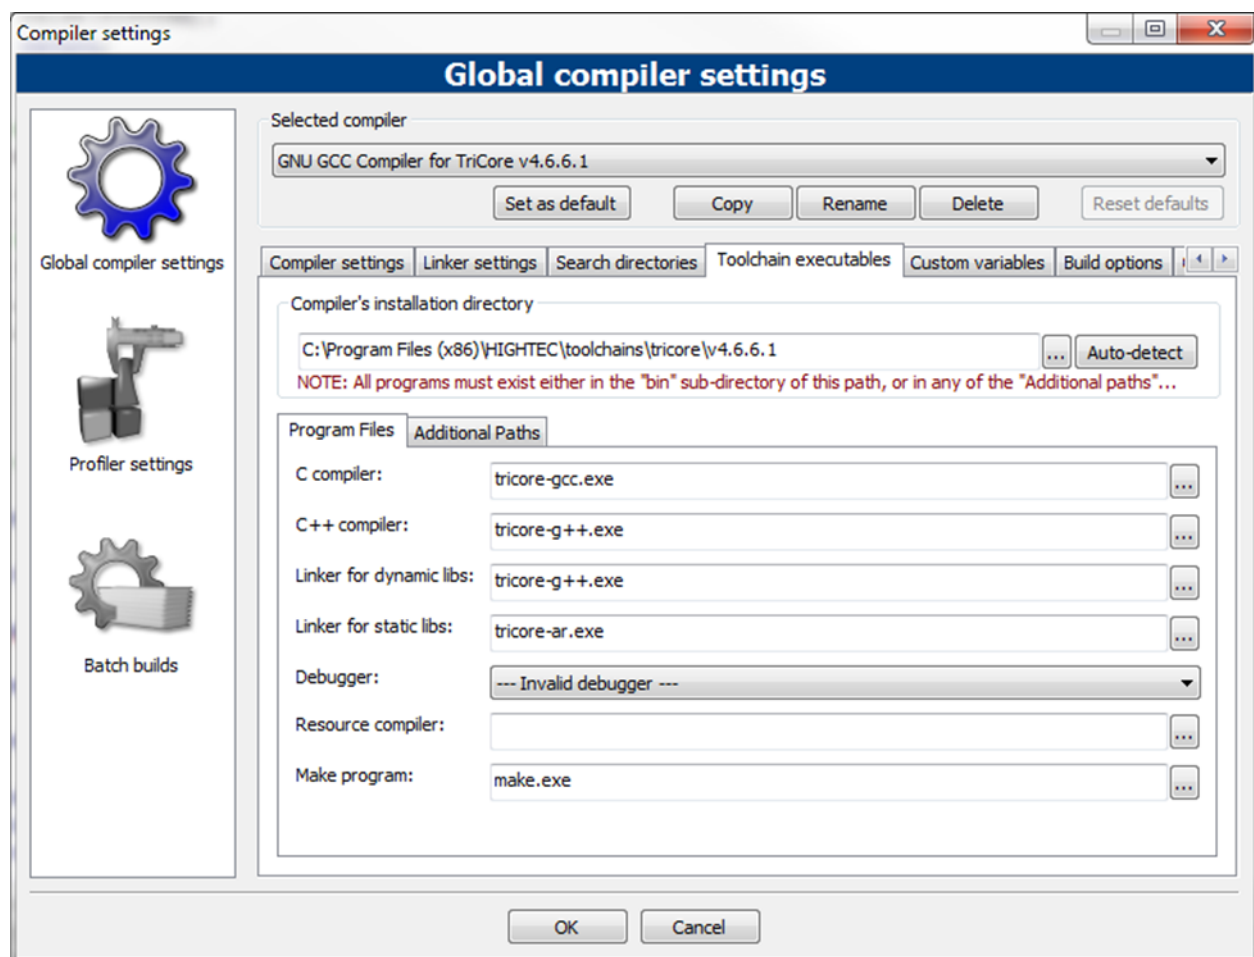 Compiler settings
Global compiler settings
Global compiler settings
Profiler settings
Batch builds
Selected compiler
GNU GCC Compiler for TriCore v4.6.6.1
Set as default Copy Rename Delete Reset defaults
Compiler settings Linker settings Search directories Toolchain executables Custom variables Build options
Compiler's installation directory
C:\Program Files (x86)\HIGHTEC\toolchains\tricore\v4.6.6.1 ... Auto-detect
NOTE: All programs must exist either in the "bin" sub-directory of this path, or in any of the "Additional paths"...
Program Files Additional Paths
C compiler: tricore-gcc.exe ...
C++ compiler: tricore-g++.exe ...
Linker for dynamic libs: tricore-g++.exe ...
Linker for static libs: tricore-ar.exe ...
Debugger: --- Invalid debugger ---
Resource compiler: ...
Make program: make.exe ...
OK Cancel